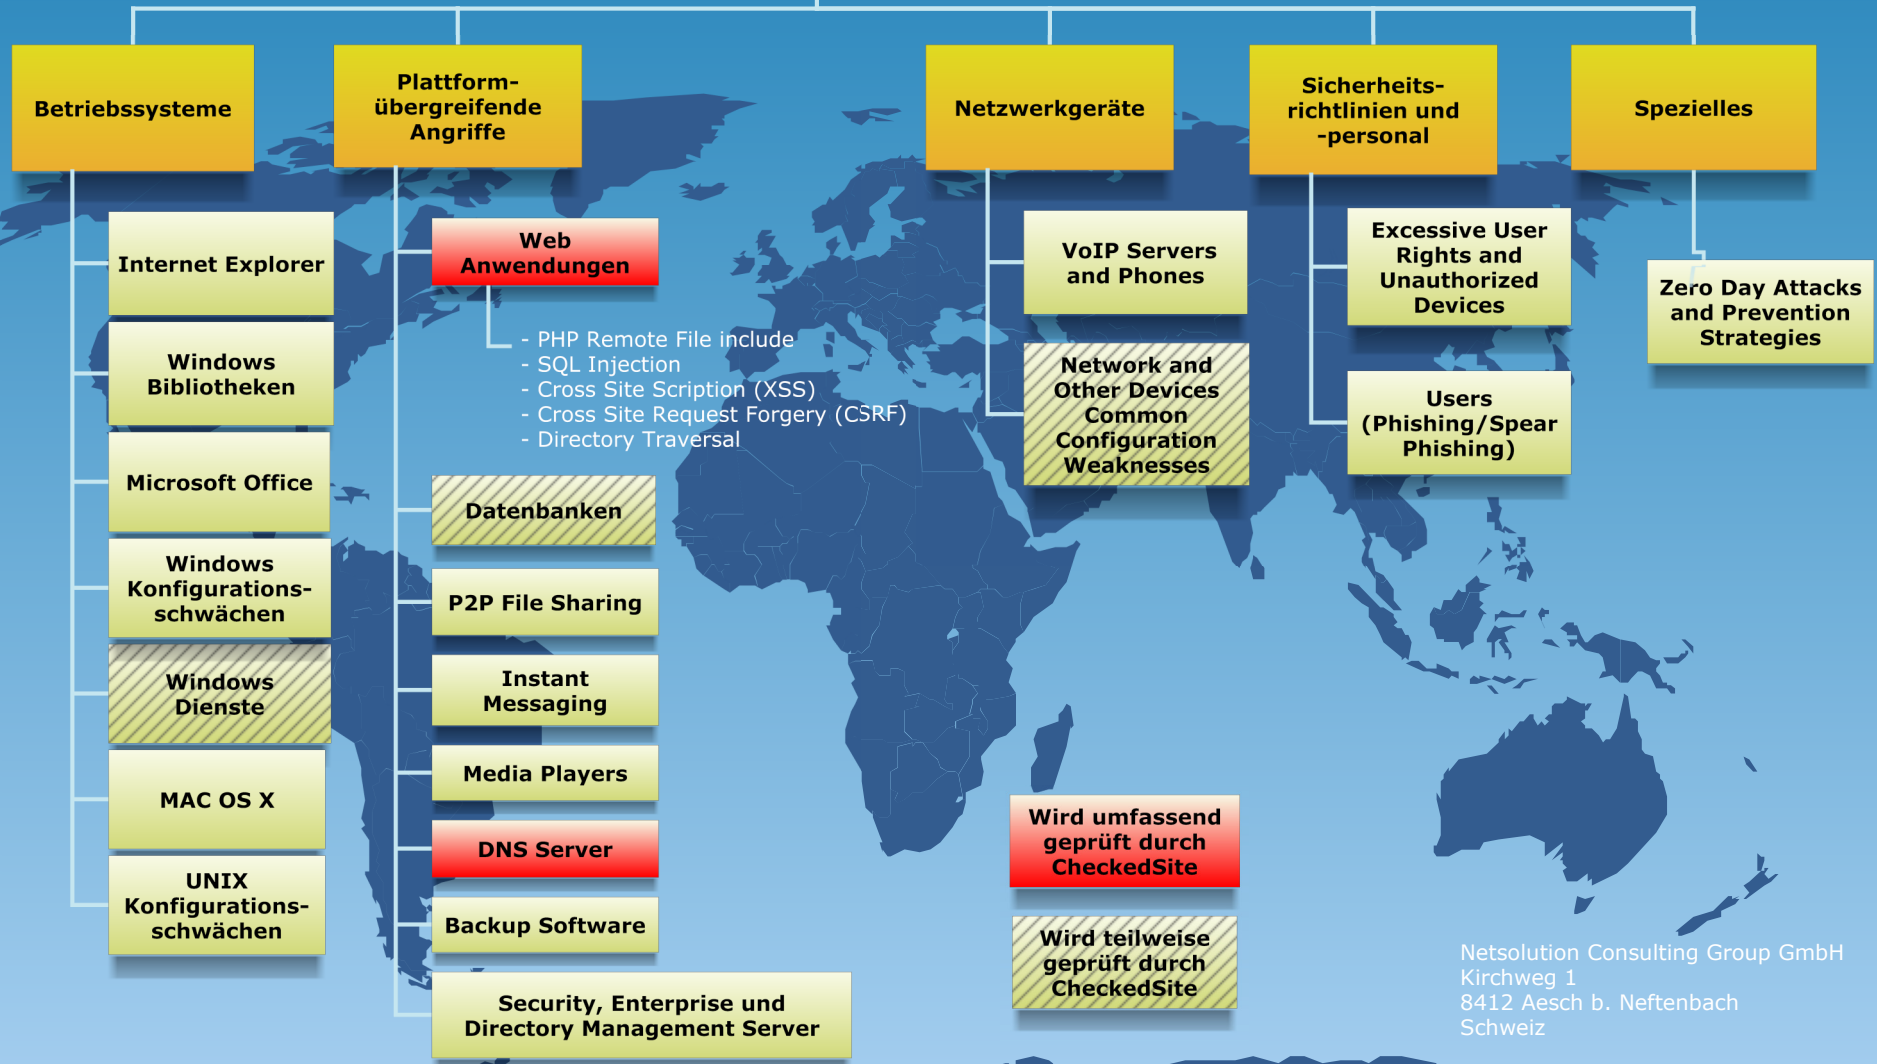 Betriebssysteme
Internet Explorer
Windows
Bibliotheken
Microsoft Office
Windows
Konfigurations-
schwächen
Windows
Dienste
MAC OS X
UNIX
Konfigurations-
schwächen
Plattform-
übergreifende
Angriffe
Web
Anwendungen
- PHP Remote File include
- SQL Injection
- Cross Site Scription (XSS)
- Cross Site Request Forgery (CSRF)
- Directory Traversal
Datenbanken
P2P File Sharing
Instant
Messaging
Media Players
DNS Server
Backup Software
Security, Enterprise und
Directory Management Server
Netzwerkgeräte
VoIP Servers
and Phones
Network and
Other Devices
Common
Configuration
Weaknesses
Sicherheits-
richtlinien und
-personal
Excessive User
Rights and
Unauthorized
Devices
Users
(Phishing/Spear
Phishing)
Spezielles
Zero Day Attacks
and Prevention
Strategies
Wird umfassend
geprüft durch
CheckedSite
Wird teilweise
geprüft durch
CheckedSite
Netsolution Consulting Group GmbH
Kirchweg 1
8412 Aesch b. Neftenbach
Schweiz